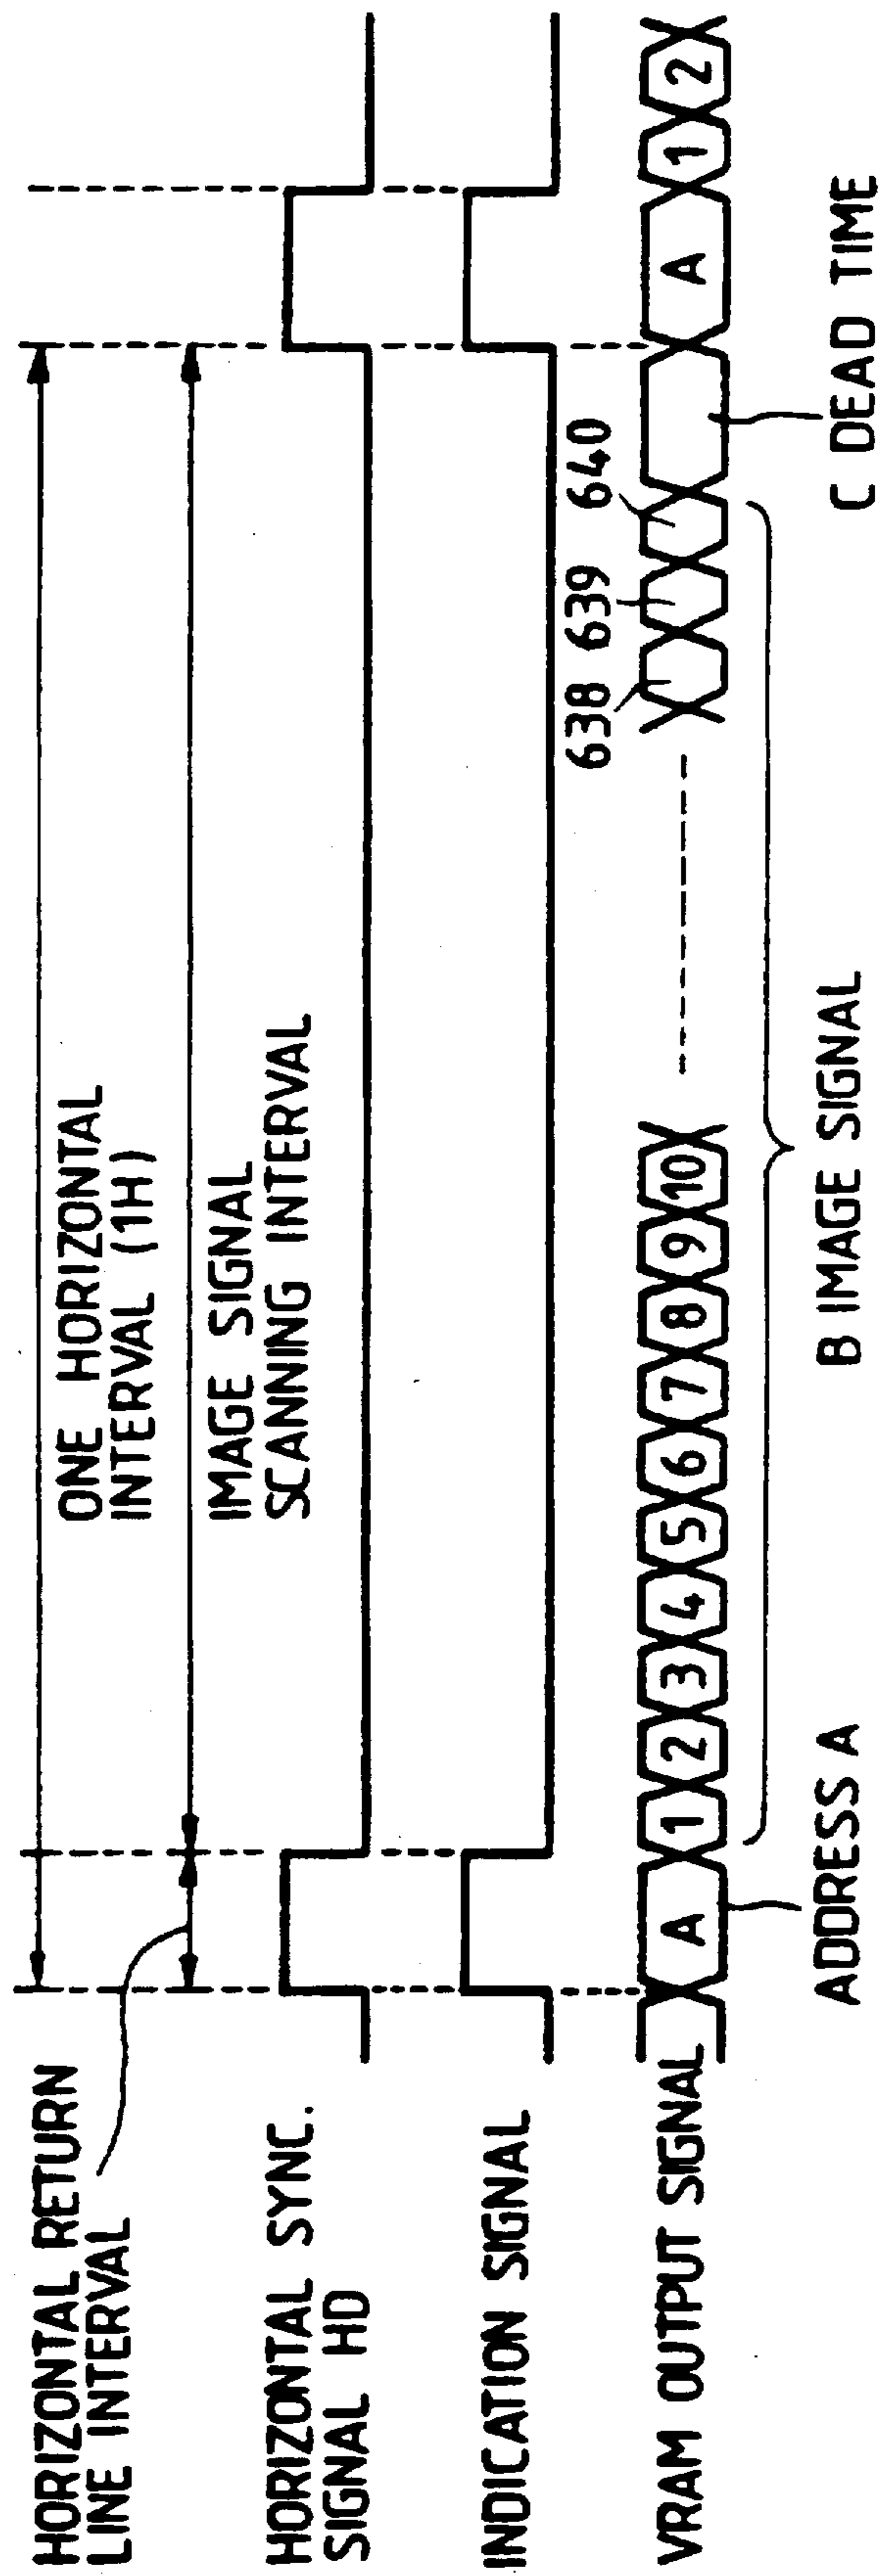 HORIZONTAL RETURN
LINE INTERVAL
ONE HORIZONTAL
INTERVAL (1H)
IMAGE SIGNAL
SCANNING INTERVAL
HORIZONTAL SYNC.
SIGNAL HD
INDICATION SIGNAL
638 639 640
VRAM OUTPUT SIGNAL
A 1 2 3 4 5 6 7 8 9 10 A 1 2
ADDRESS A
B IMAGE SIGNAL
C DEAD TIME